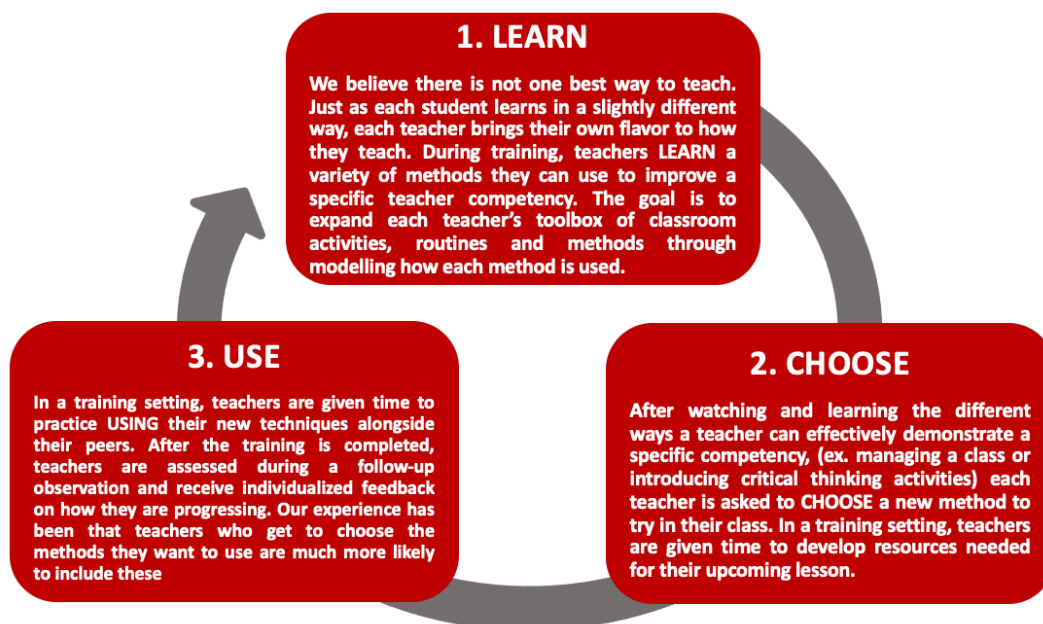 1. LEARN
We believe there is not one best way to teach.
Just as each student learns in a slightly different
way, each teacher brings their own flavor to how
they teach. During training, teachers LEARN a
variety of methods they can use to improve a
specific teacher competency. The goal is to
expand each teacher’s toolbox of classroom
activities, routines and methods through
modelling how each method is used.
2. CHOOSE
After watching and learning the different
ways a teacher can effectively demonstrate a
specific competency, (ex. managing a class or
introducing critical thinking activities) each
teacher is asked to CHOOSE a new method to
try in their class. In a training setting, teachers
are given time to develop resources needed
for their upcoming lesson.
3. USE
In a training setting, teachers are given time to
practice USING their new techniques alongside
their peers. After the training is completed,
teachers are assessed during a follow-up
observation and receive individualized feedback
on how they are progressing. Our experience has
been that teachers who get to choose the
methods they want to use are much more likely
to include these